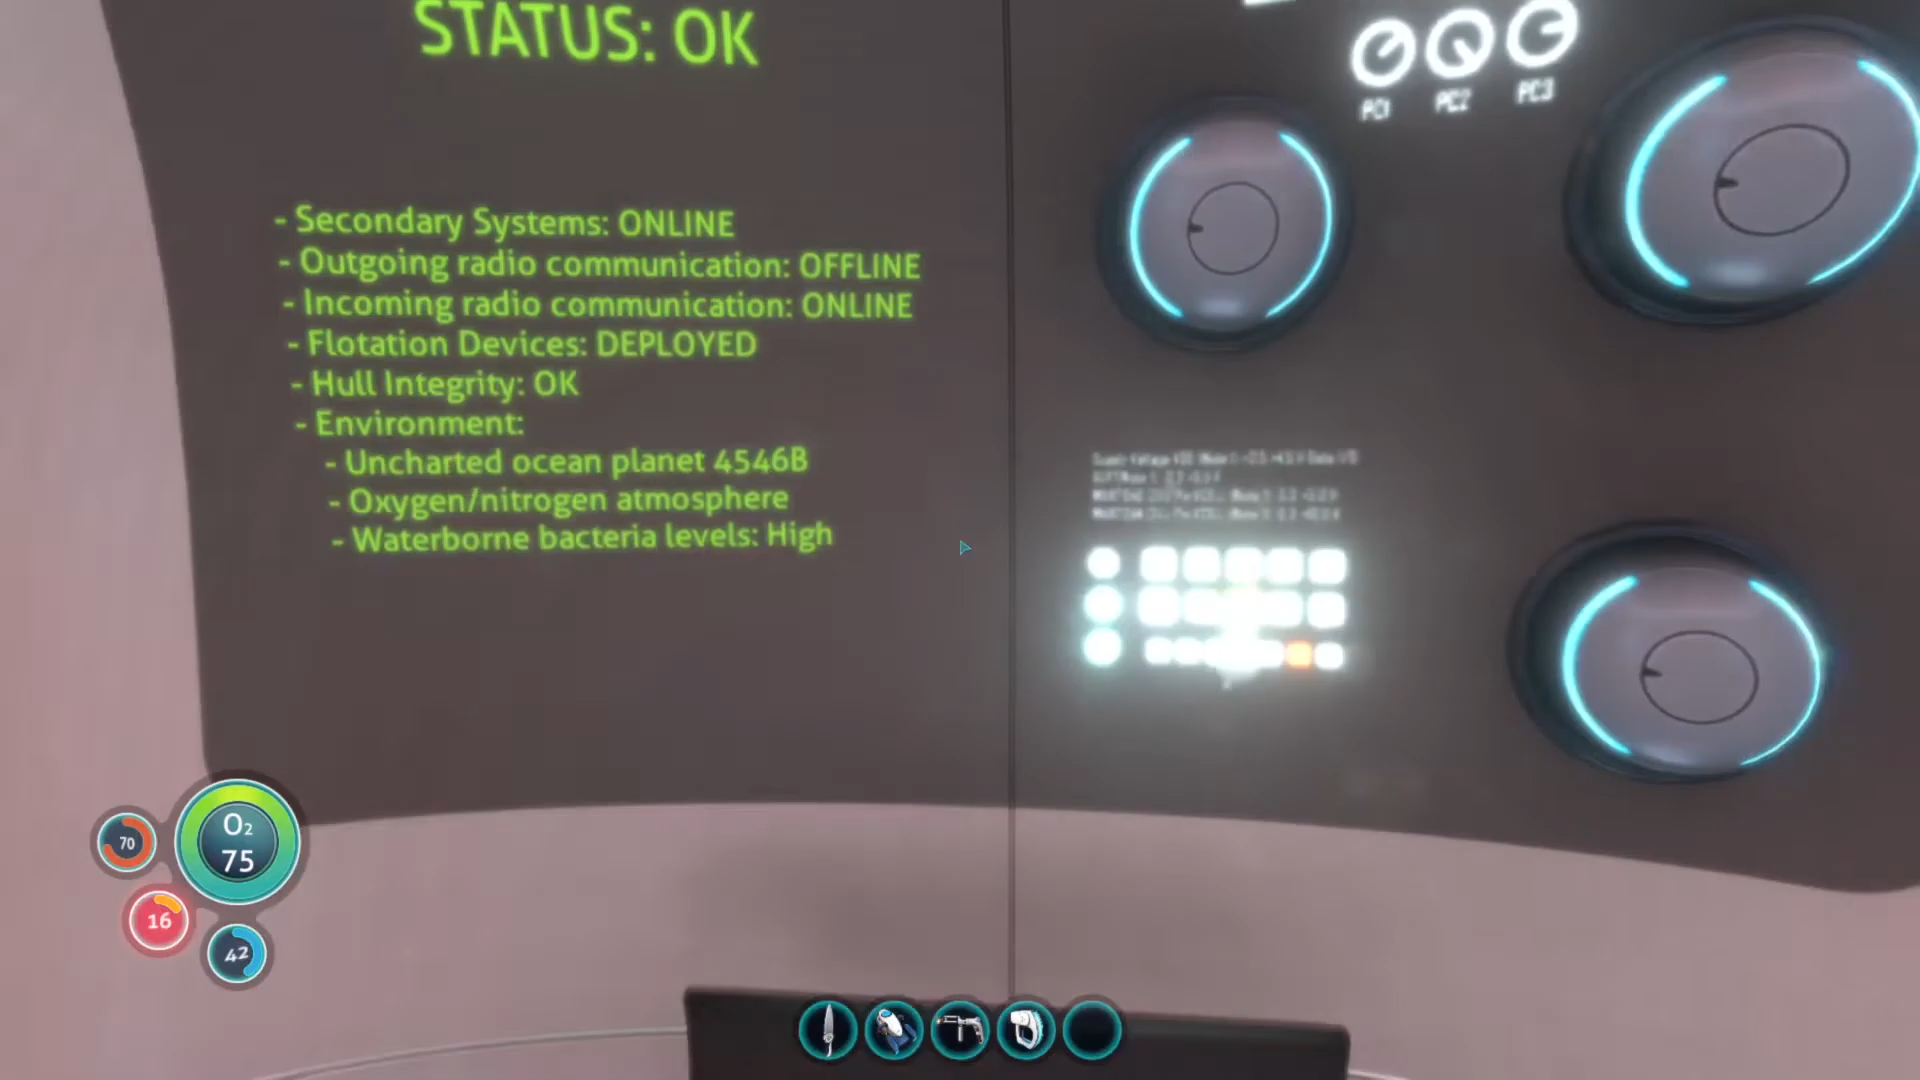 STATUS: OK
PC1 PC2 PC3
- Secondary Systems: ONLINE
- Outgoing radio communication: OFFLINE
- Incoming radio communication: ONLINE
- Flotation Devices: DEPLOYED
- Hull Integrity: OK
- Environment:
- Uncharted ocean planet 4546B
- Oxygen/nitrogen atmosphere
- Waterborne bacteria levels: High
70
O₂
75
16
42